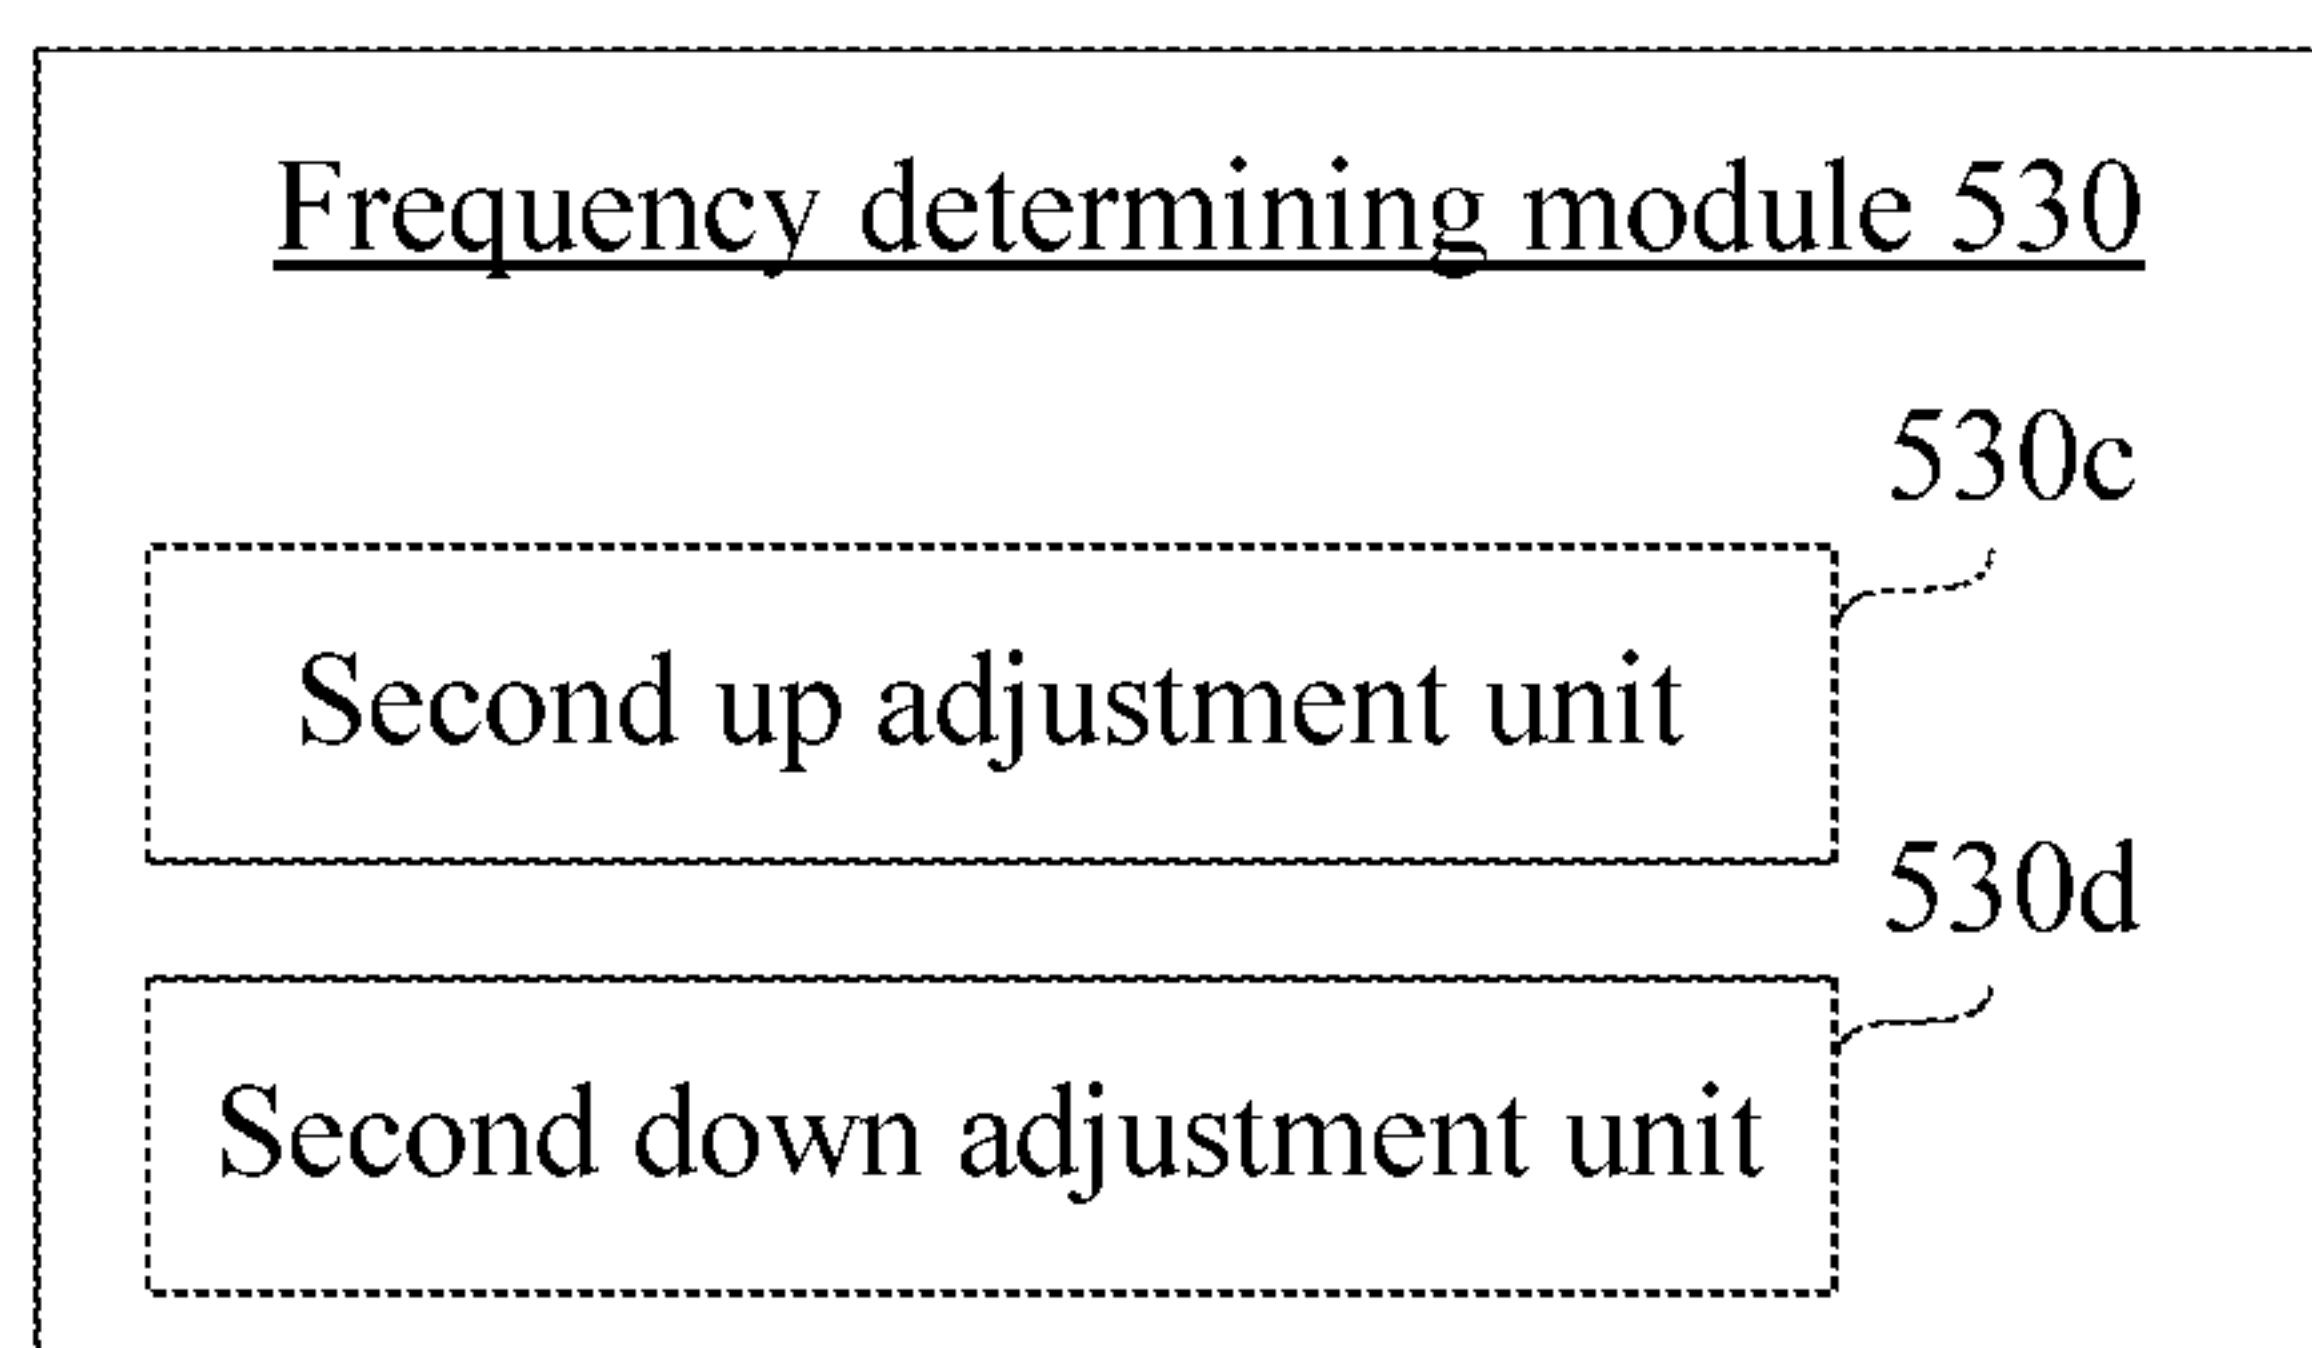 Frequency determining module 530
530c
Second up adjustment unit
530d
Second down adjustment unit